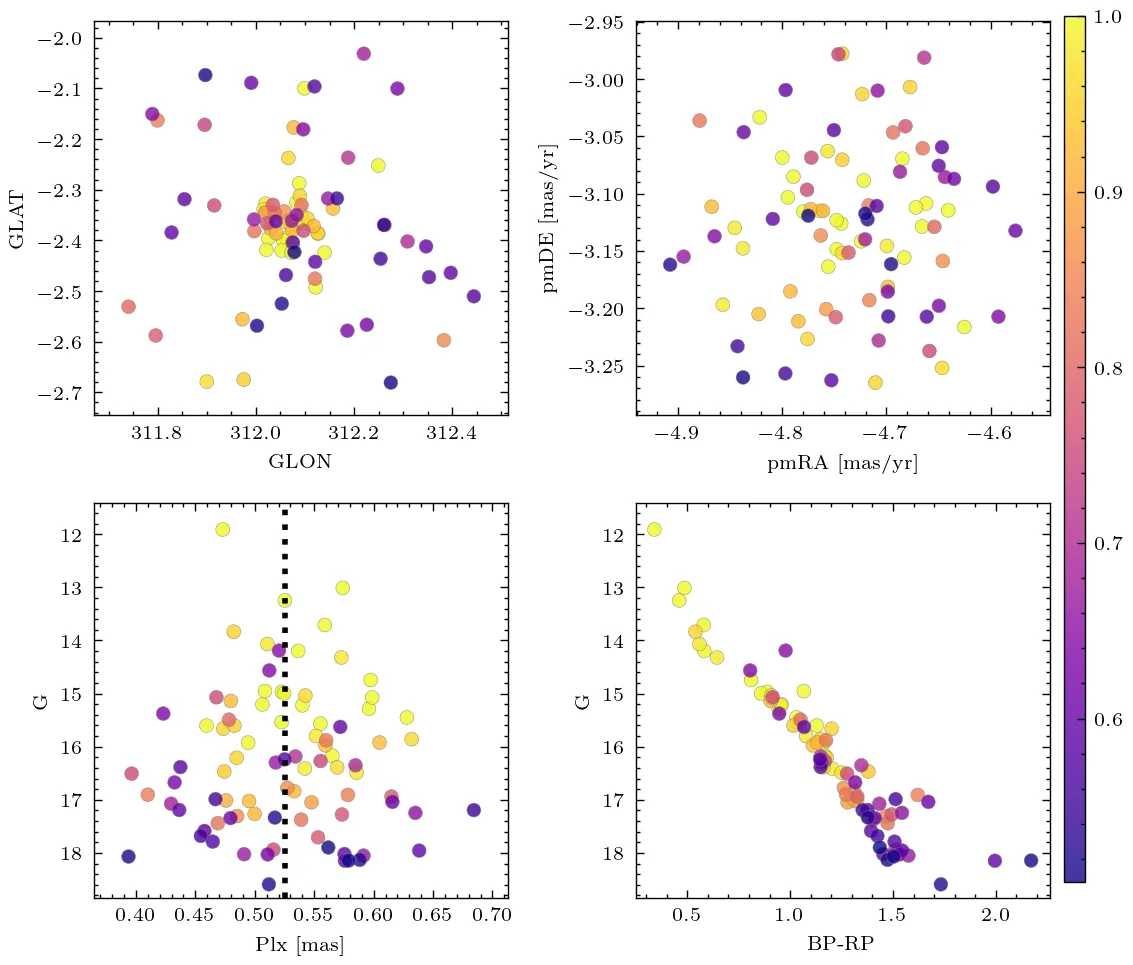 −2.0
−2.1
−2.2
−2.3
−2.4
−2.5
−2.6
−2.7
GLAT
311.8 312.0 312.2 312.4
GLON
−2.95
−3.00
−3.05
−3.10
−3.15
−3.20
−3.25
pmDE [mas/yr]
−4.9 −4.8 −4.7 −4.6
pmRA [mas/yr]
12
13
14
15
16
17
18
G
0.40 0.45 0.50 0.55 0.60 0.65 0.70
Plx [mas]
12
13
14
15
16
17
18
G
0.5 1.0 1.5 2.0
BP-RP
1.0
0.9
0.8
0.7
0.6